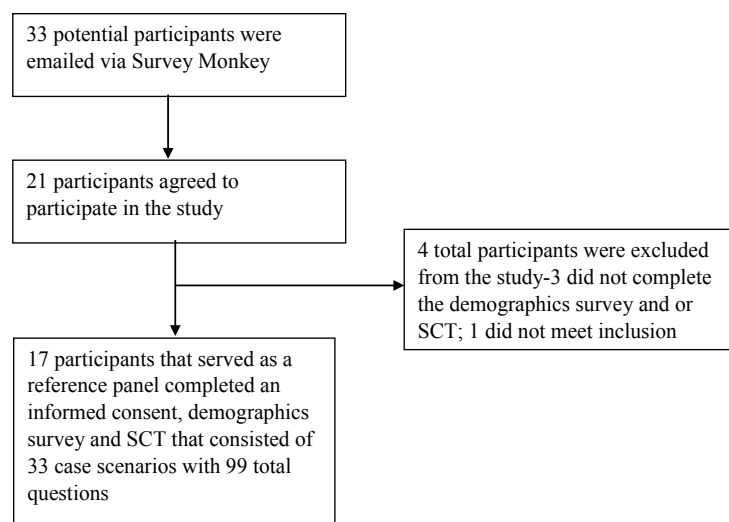 33 potential participants were
emailed via Survey Monkey
21 participants agreed to
participate in the study
4 total participants were excluded
from the study-3 did not complete
the demographics survey and or
SCT; 1 did not meet inclusion
17 participants that served as a
reference panel completed an
informed consent, demographics
survey and SCT that consisted of
33 case scenarios with 99 total
questions